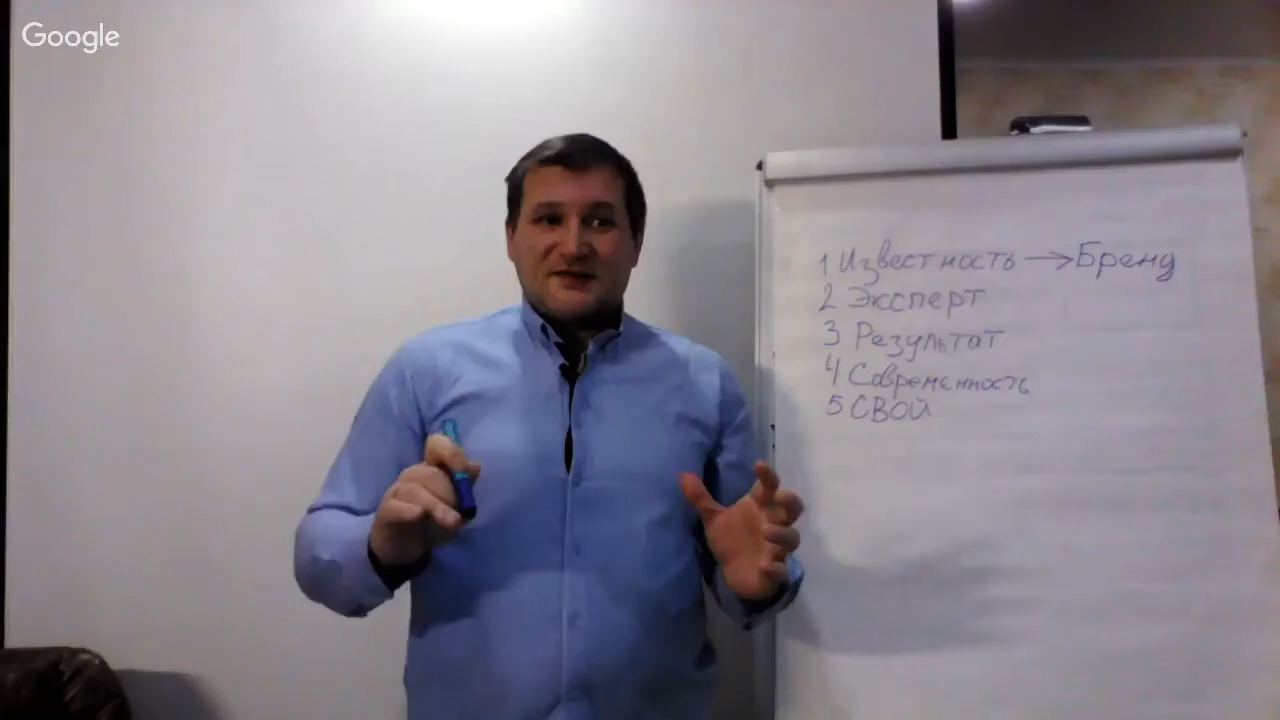 Google
1 Известность → Бренд
2 Эксперт
3 Результат
4 Современность
5 СВОЙ